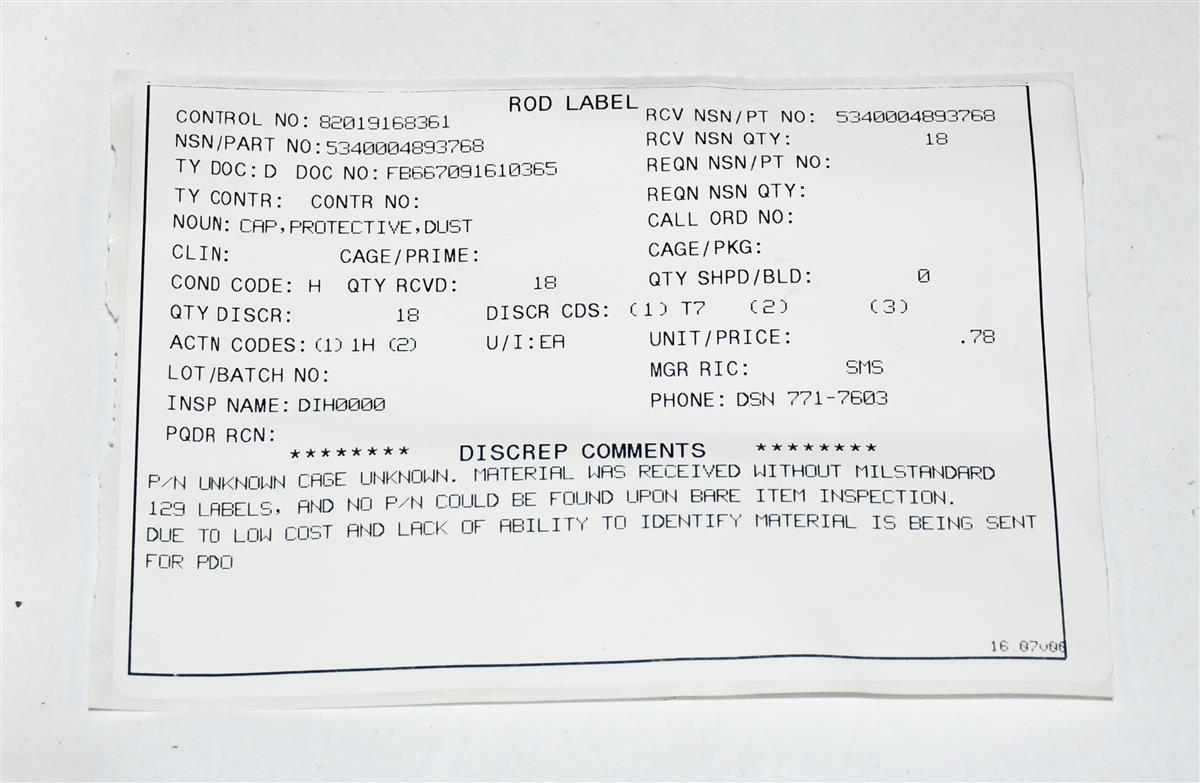 ROD LABEL
CONTROL NO: 82019168361 RCV NSN/PT NO: 5340004893768
NSN/PART NO:5340004893768 RCV NSN QTY: 18
TY DOC: D DOC NO: FB667091610365 REQN NSN/PT NO:
TY CONTR: CONTR NO: REQN NSN QTY:
NOUN: CAP,PROTECTIVE,DUST CALL ORD NO:
CLIN: CAGE/PRIME: CAGE/PKG:
COND CODE: H QTY RCVD: 18 QTY SHPD/BLD: 0
QTY DISCR: 18 DISCR CDS: (1) T7 (2) (3)
ACTN CODES: (1) 1H (2) U/I:EA UNIT/PRICE: .78
LOT/BATCH NO: MGR RIC: SMS
INSP NAME: DIH0000 PHONE: DSN 771-7603
PQDR RCN:
******** DISCREP COMMENTS ********
P/N UNKNOWN CAGE UNKNOWN. MATERIAL WAS RECEIVED WITHOUT MILSTANDARD
129 LABELS, AND NO P/N COULD BE FOUND UPON BARE ITEM INSPECTION.
DUE TO LOW COST AND LACK OF ABILITY TO IDENTIFY MATERIAL IS BEING SENT
FOR PDO
16.07v06